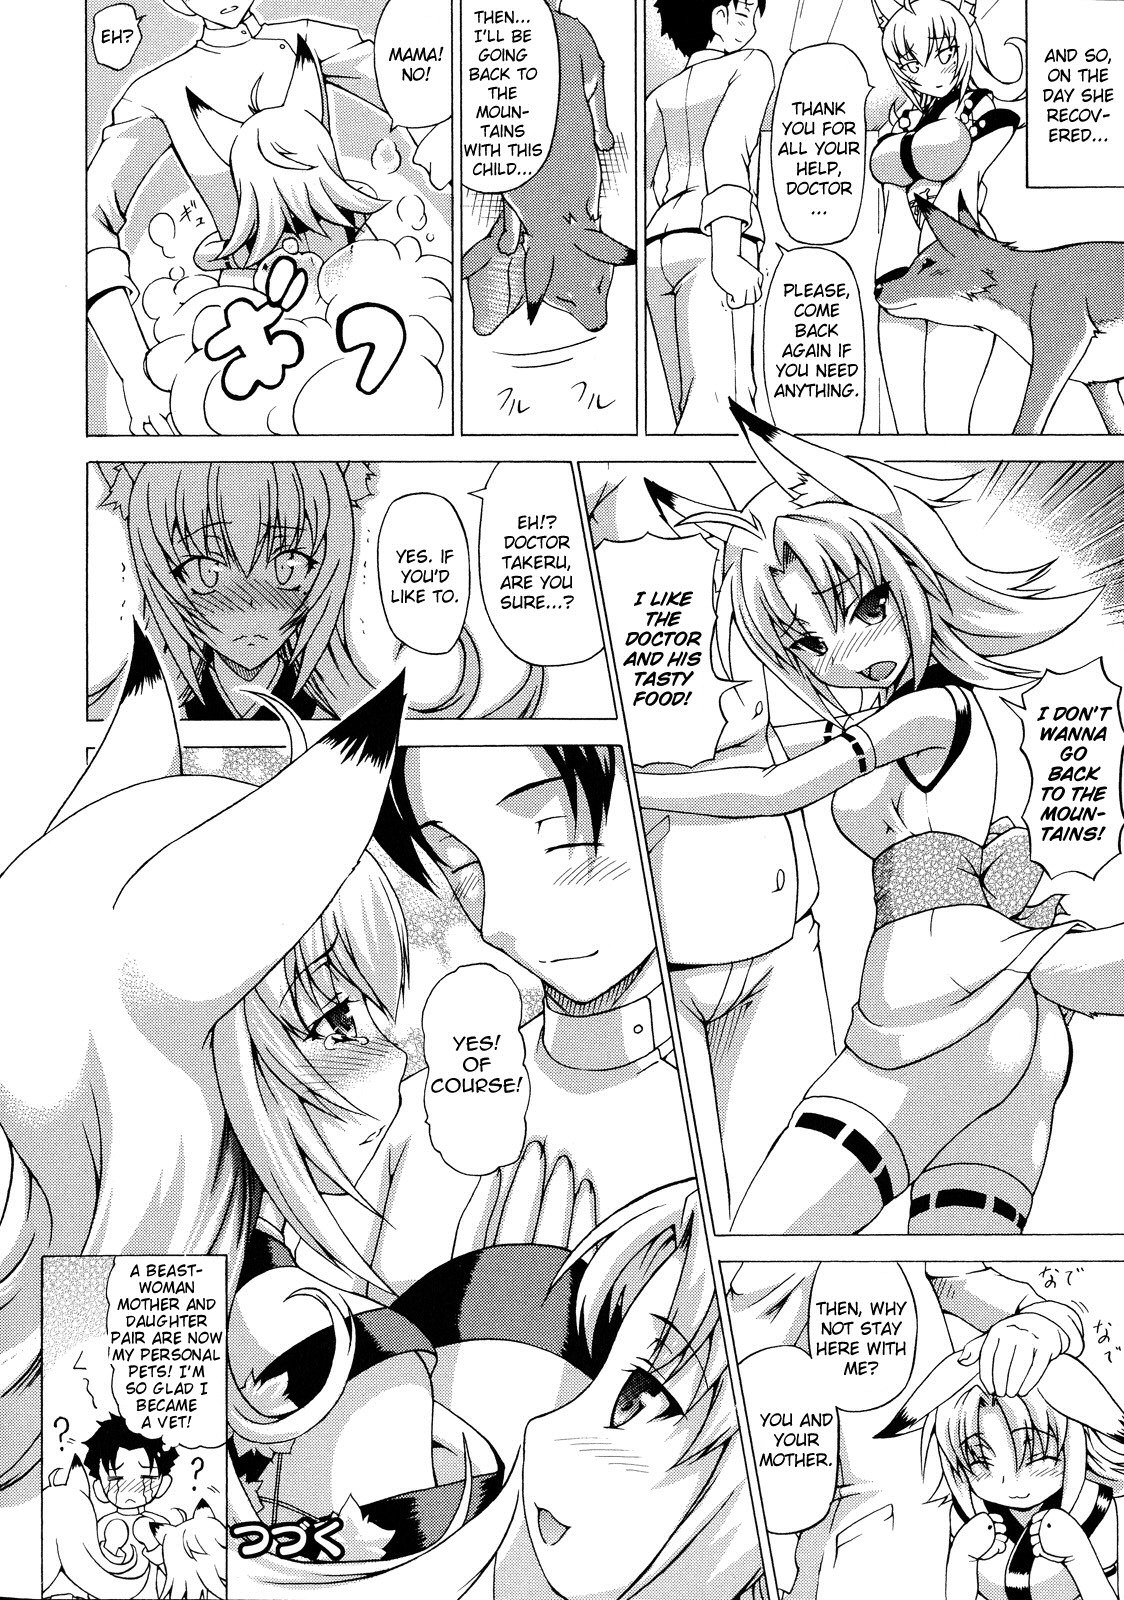 AND SO,
ON THE
DAY SHE
RECOV-
ERED...
THANK
YOU FOR
ALL YOUR
HELP,
DOCTOR
...
PLEASE,
COME
BACK
AGAIN IF
YOU NEED
ANYTHING.
THEN...
I'LL BE
GOING
BACK TO
THE
MOUN-
TAINS
WITH THIS
CHILD...
フル
フル
MAMA!
NO!
EH?
ギュ
ギュッ
I DON'T
WANNA
GO
BACK
TO THE
MOUN-
TAINS!
I LIKE
THE
DOCTOR
AND HIS
TASTY
FOOD!
EH!?
DOCTOR
TAKERU,
ARE YOU
SURE...?
YES. IF
YOU'D
LIKE TO.
なで
なで
THEN, WHY
NOT STAY
HERE WITH
ME?
YOU AND
YOUR
MOTHER.
YES!
OF
COURSE!
A BEAST-
WOMAN
MOTHER AND
DAUGHTER
PAIR ARE NOW
MY PERSONAL
PETS! I'M
SO GLAD I
BECAME
A VET!
?
?
つづく